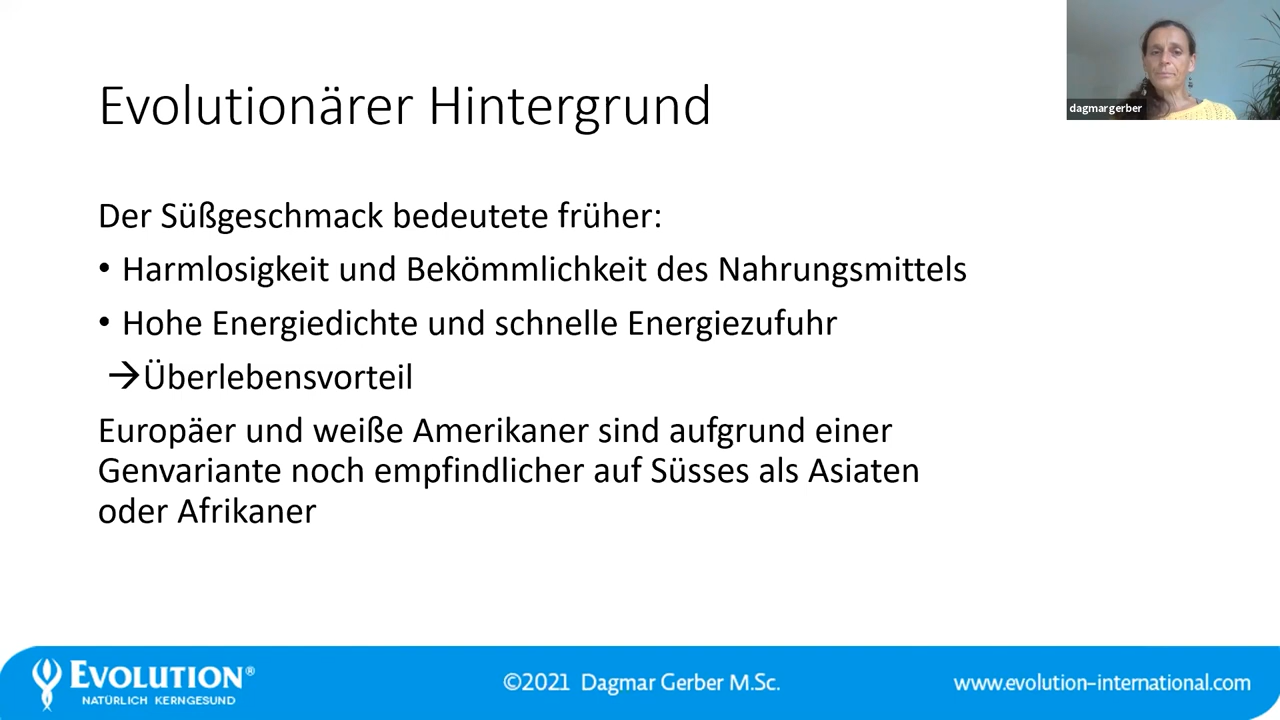 dagmargerber
Evolutionärer Hintergrund
Der Süßgeschmack bedeutete früher:
• Harmlosigkeit und Bekömmlichkeit des Nahrungsmittels
• Hohe Energiedichte und schnelle Energiezufuhr
→Überlebensvorteil
Europäer und weiße Amerikaner sind aufgrund einer
Genvariante noch empfindlicher auf Süsses als Asiaten
oder Afrikaner
EVOLUTION®
NATÜRLICH KERNGESUND
©2021 Dagmar Gerber M.Sc.
www.evolution-international.com